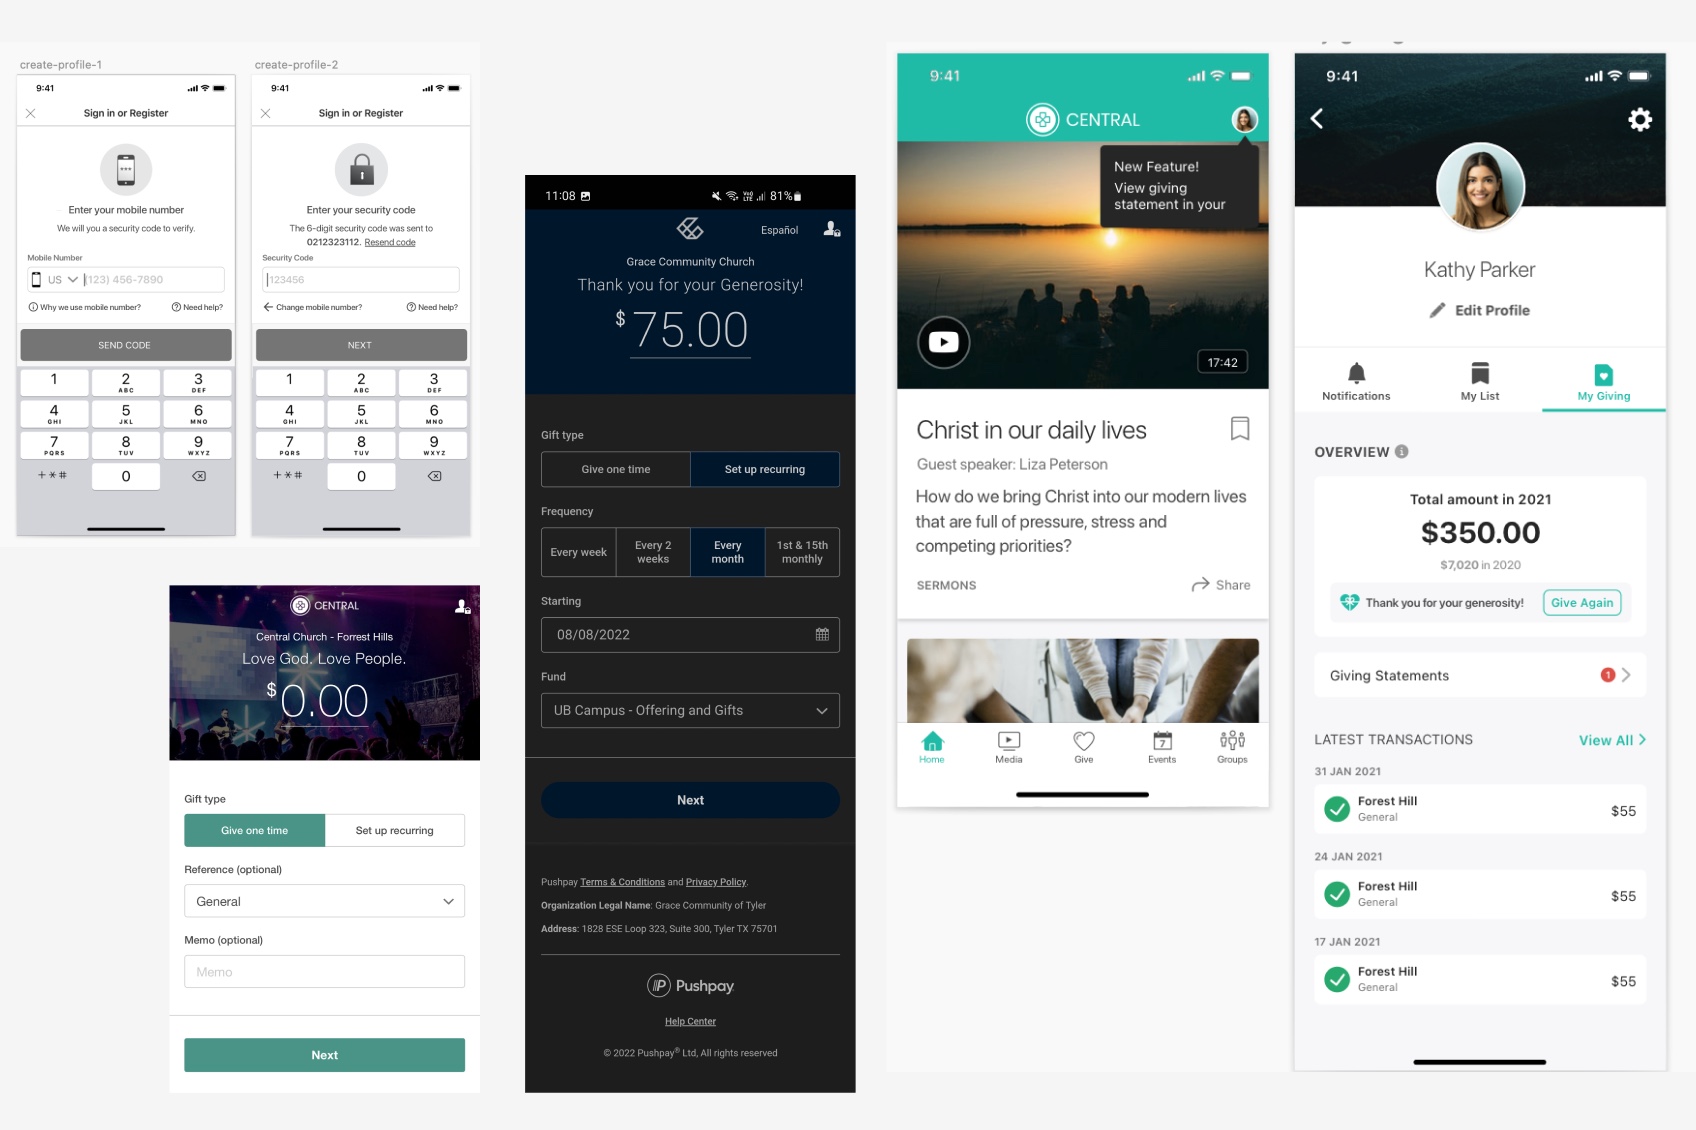 create-profile-1
9:41
Sign in or Register
Enter your mobile number
We will you a security code to verify.
Mobile Number
US (123) 456-7890
Why we use mobile number? Need help?
SEND CODE
1 2 3
ABC DEF
4 5 6
GHI JKL MNO
7 8 9
PQRS TUV WXYZ
+*# 0
create-profile-2
9:41
Sign in or Register
Enter your security code
The 6-digit security code was sent to
0212323112. Resend code
Security Code
123456
Change mobile number? Need help?
NEXT
1 2 3
ABC DEF
4 5 6
GHI JKL MNO
7 8 9
PQRS TUV WXYZ
+*# 0
CENTRAL
Central Church - Forrest Hills
Love God. Love People.
$0.00
Gift type
Give one time Set up recurring
Reference (optional)
General
Memo (optional)
Memo
Next
11:08 81%
Español
Grace Community Church
Thank you for your Generosity!
$75.00
Gift type
Give one time Set up recurring
Frequency
Every week Every 2 weeks Every month 1st & 15th monthly
Starting
08/08/2022
Fund
UB Campus - Offering and Gifts
Next
Pushpay Terms & Conditions and Privacy Policy.
Organization Legal Name: Grace Community of Tyler
Address: 1828 ESE Loop 323, Suite 300, Tyler TX 75701
Pushpay
Help Center
© 2022 Pushpay® Ltd, All rights reserved
9:41
CENTRAL
New Feature!
View giving
statement in your
17:42
Christ in our daily lives
Guest speaker: Liza Peterson
How do we bring Christ into our modern lives
that are full of pressure, stress and
competing priorities?
SERMONS Share
7
Home Media Give Events Groups
9:41
Kathy Parker
Edit Profile
Notifications My List My Giving
OVERVIEW
Total amount in 2021
$350.00
$7,020 in 2020
Thank you for your generosity! Give Again
Giving Statements 1
LATEST TRANSACTIONS View All
31 JAN 2021
Forest Hill
General $55
24 JAN 2021
Forest Hill
General $55
17 JAN 2021
Forest Hill
General $55